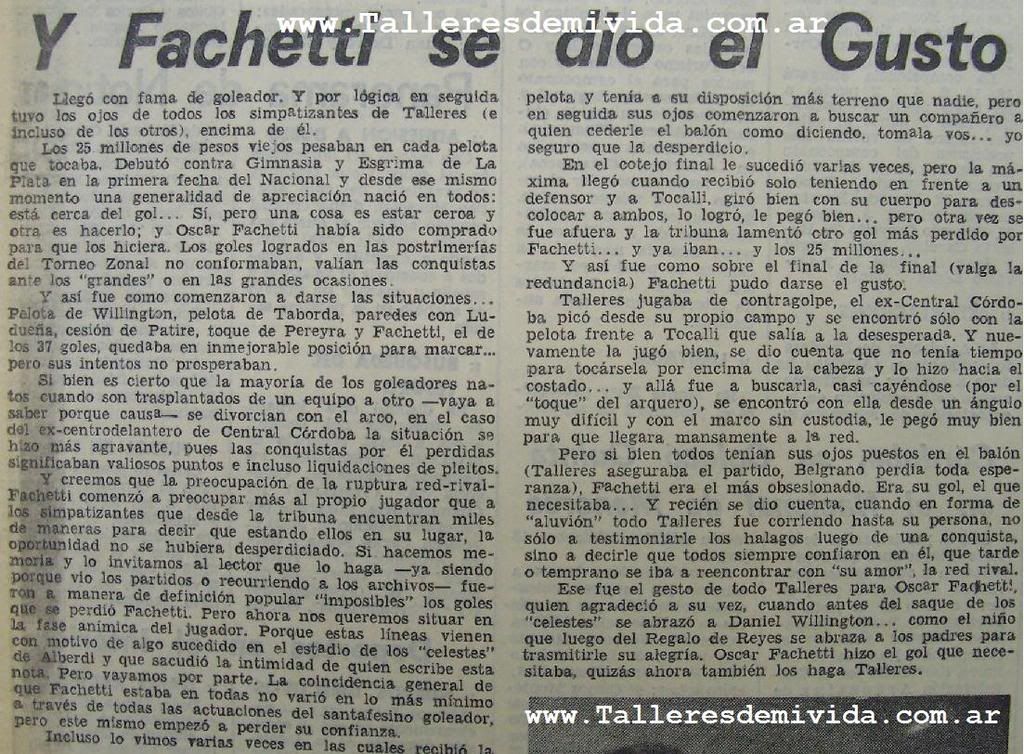 www.Talleresdemivida.com.ar
Y Fachetti se dio el Gusto
Llegó con fama de goleador. Y por lógica en seguida
tuvo los ojos de todos los simpatizantes de Talleres (e
incluso de los otros), encima de él.
Los 25 millones de pesos viejos pesaban en cada pelota
que tocaba. Debutó contra Gimnasia y Esgrima de La
Plata en la primera fecha del Nacional y desde ese mismo
momento una generalidad de apreciación nació en todos:
está cerca del gol... Sí, pero una cosa es estar cerca y
otra es hacerlo; y Oscar Fachetti había sido comprado
para que los hiciera. Los goles logrados en las postrimerías
del Torneo Zonal no conformaban, valían las conquistas
ante los "grandes" o en las grandes ocasiones.
Y así fue como comenzaron a darse las situaciones...
Pelota de Willington, pelota de Taborda, paredes con Lu-
dueña, cesión de Patire, toque de Pereyra y Fachetti, el de
los 37 goles, quedaba en inmejorable posición para marcar...
pero sus intentos no prosperaban.
Si bien es cierto que la mayoría de los goleadores na-
tos cuando son trasplantados de un equipo a otro —vaya a
saber porque causa— se divorcian con el arco, en el caso
del ex-centrodelantero de Central Córdoba la situación se
hizo más agravante, pues las conquistas por él perdidas
significaban valiosos puntos e incluso liquidaciones de pleitos.
Y creemos que la preocupación de la ruptura red-rival-
Fachetti comenzó a preocupar más al propio jugador que a
los simpatizantes que desde la tribuna encuentran miles
de maneras para decir que estando ellos en su lugar, la
oportunidad no se hubiera desperdiciado. Si hacemos me-
moria y lo invitamos al lector que lo haga —ya siendo
porque vio los partidos o recurriendo a los archivos— fue-
ron a manera de definición popular "imposibles" los goles
que se perdió Fachetti. Pero ahora nos queremos situar en
la fase anímica del jugador. Porque estas líneas vienen
con motivo de algo sucedido en el estadio de los "celestes"
de Alberdi y que sacudió la intimidad de quien escribe esta
nota. Pero vayamos por parte. La coincidencia general de
que Fachetti estaba en todas no varió en lo más mínimo
a través de todas las actuaciones del santafesino goleador,
pero este mismo empezó a perder su confianza.
Incluso lo vimos varias veces en las cuales recibió la
pelota y tenía a su disposición más terreno que nadie, pero
en seguida sus ojos comenzaron a buscar un compañero a
quien cederle el balón como diciendo, tomala vos... yo
seguro que la desperdicio.
En el cotejo final le sucedió varias veces, pero la má-
xima llegó cuando recibió solo teniendo en frente a un
defensor y a Tocalli, giró bien con su cuerpo para des-
colocar a ambos, lo logró, le pegó bien... pero otra vez se
fue afuera y la tribuna lamentó otro gol más perdido por
Fachetti... y ya iban... y los 25 millones...
Y así fue como sobre el final de la final (valga la
redundancia) Fachetti pudo darse el gusto.
Talleres jugaba de contragolpe, el ex-Central Córdo-
ba picó desde su propio campo y se encontró sólo con la
pelota frente a Tocalli que salía a la desesperada. Y nue-
vamente la jugó bien, se dio cuenta que no tenía tiempo
para tocársela por encima de la cabeza y lo hizo hacia el
costado... y allá fue a buscarla, casi cayéndose (por el
"toque" del arquero), se encontró con ella desde un ángulo
muy difícil y con el marco sin custodia, le pegó muy bien
para que llegara mansamente a la red.
Pero si bien todos tenían sus ojos puestos en el balón
(Talleres aseguraba el partido, Belgrano perdía toda espe-
ranza), Fachetti era el más obsesionado. Era su gol, el que
necesitaba... Y recién se dio cuenta, cuando en forma de
"aluvión" todo Talleres fue corriendo hasta su persona, no
sólo a testimoniarle los halagos luego de una conquista,
sino a decirle que todos siempre confiaron en él, que tarde
o temprano se iba a reencontrar con "su amor", la red rival.
Ese fue el gesto de todo Talleres para Oscar Fachetti,
quien agradeció a su vez, cuando antes del saque de los
"celestes" se abrazó a Daniel Willington... como el niño
que luego del Regalo de Reyes se abraza a los padres para
trasmitirle su alegría. Oscar Fachetti hizo el gol que nece-
sitaba, quizás ahora también los haga Talleres.
www.Talleresdemivida.com.ar